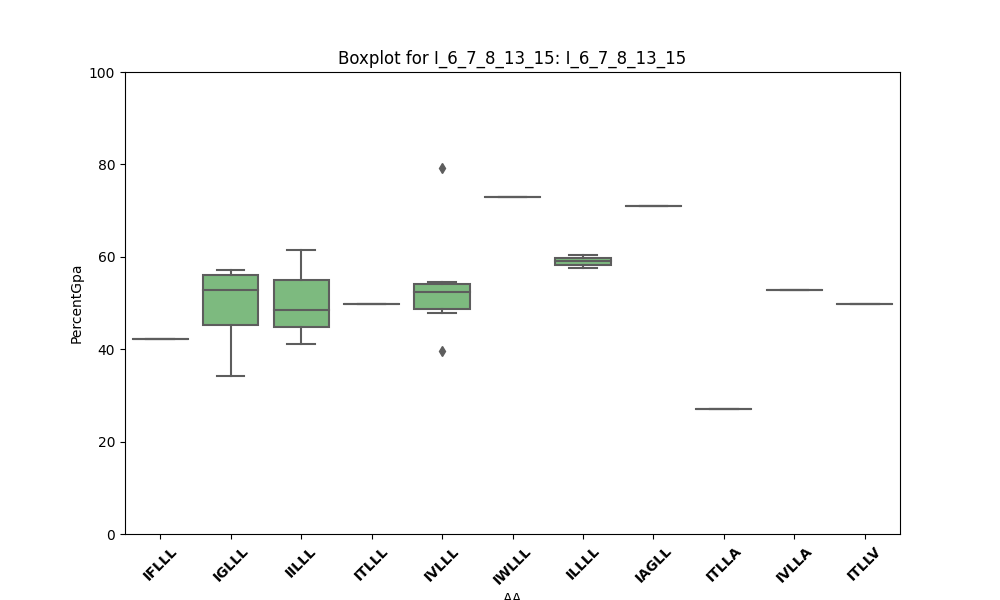 Boxplot for I_6_7_8_13_15: I_6_7_8_13_15
100
80
60
40
20
0
PercentGpa
IFLLL
IGLLL
IILLL
ITLLL
IVLLL
IWLLL
ILLLL
IAGLL
ITLLA
IVLLA
ITLLV
AA